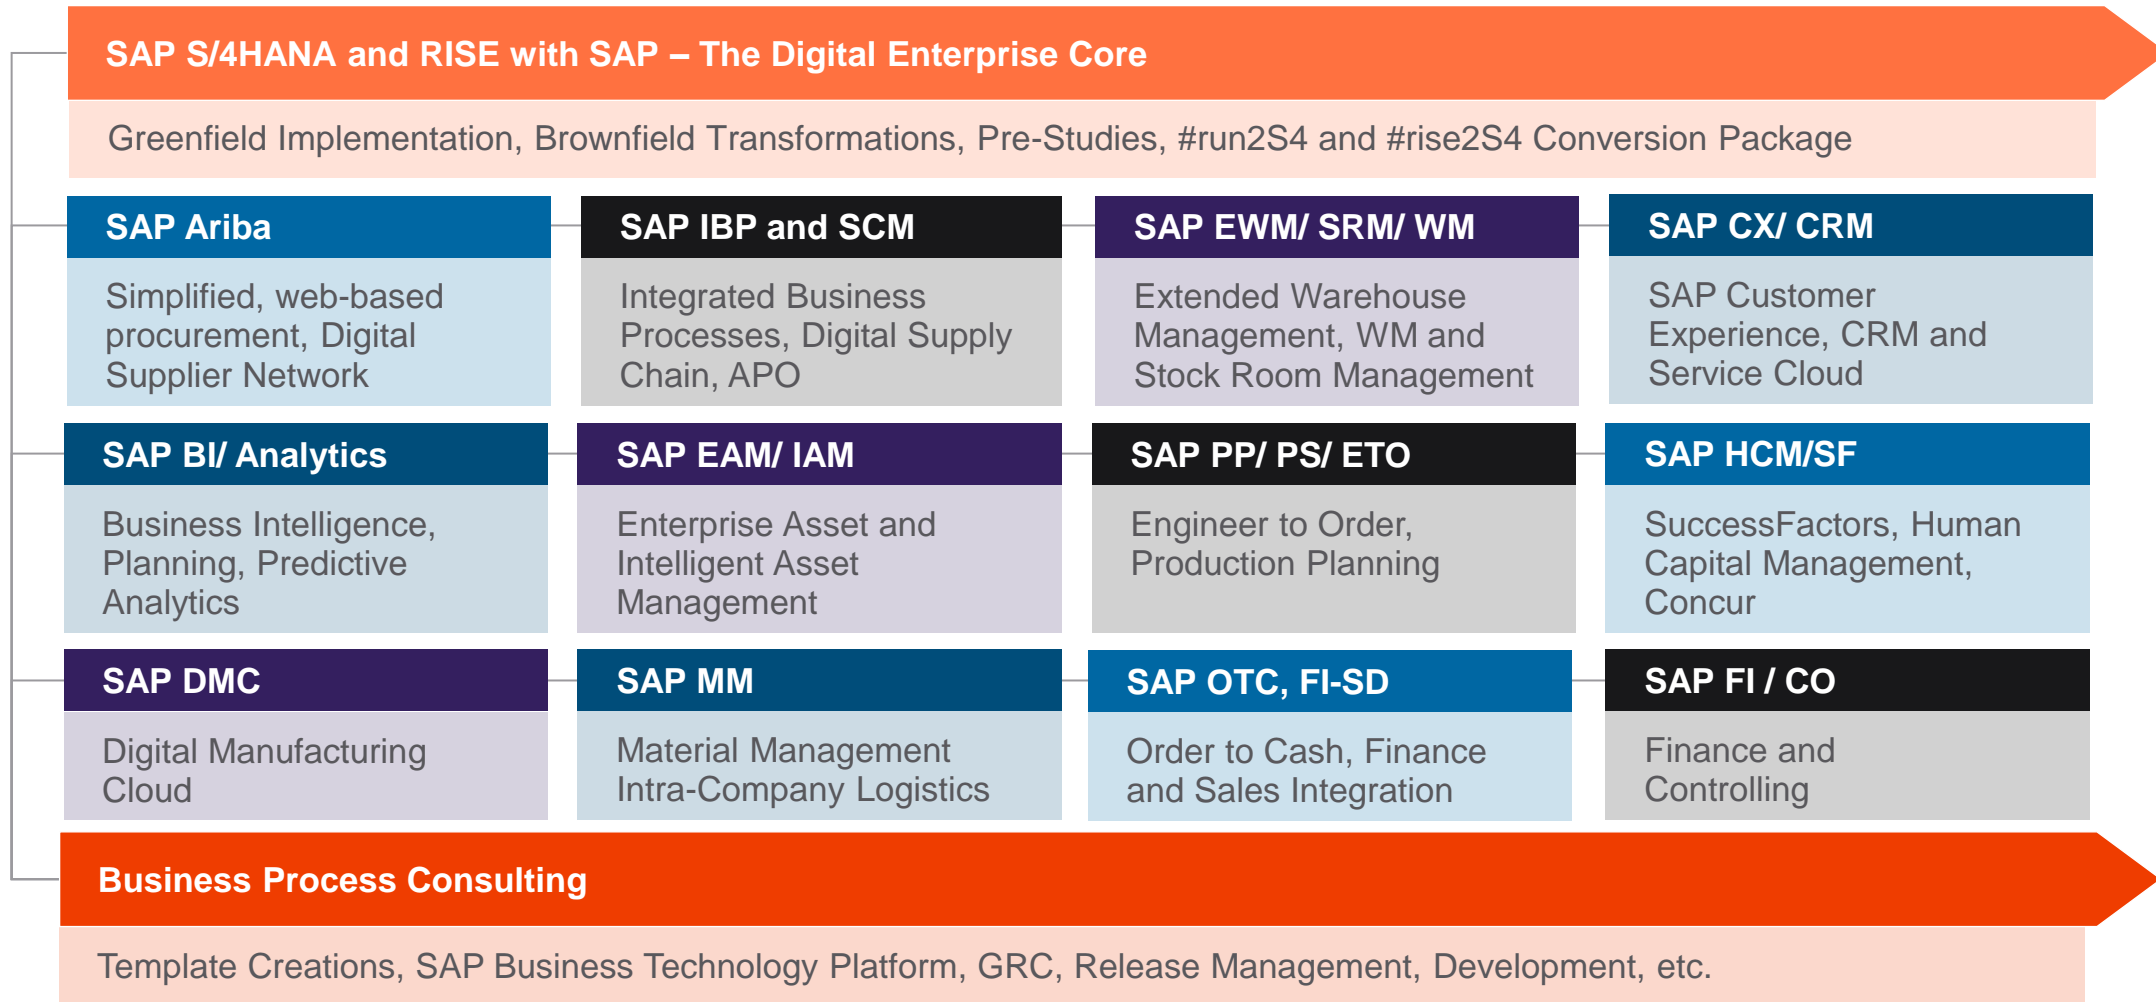 SAP S/4HANA and RISE with SAP – The Digital Enterprise Core
Greenfield Implementation, Brownfield Transformations, Pre-Studies, #run2S4 and #rise2S4 Conversion Package
SAP Ariba
Simplified, web-based
procurement, Digital
Supplier Network
SAP IBP and SCM
Integrated Business
Processes, Digital Supply
Chain, APO
SAP EWM/ SRM/ WM
Extended Warehouse
Management, WM and
Stock Room Management
SAP CX/ CRM
SAP Customer
Experience, CRM and
Service Cloud
SAP BI/ Analytics
Business Intelligence,
Planning, Predictive
Analytics
SAP EAM/ IAM
Enterprise Asset and
Intelligent Asset
Management
SAP PP/ PS/ ETO
Engineer to Order,
Production Planning
SAP HCM/SF
SuccessFactors, Human
Capital Management,
Concur
SAP DMC
Digital Manufacturing
Cloud
SAP MM
Material Management
Intra-Company Logistics
SAP OTC, FI-SD
Order to Cash, Finance
and Sales Integration
SAP FI / CO
Finance and
Controlling
Business Process Consulting
Template Creations, SAP Business Technology Platform, GRC, Release Management, Development, etc.